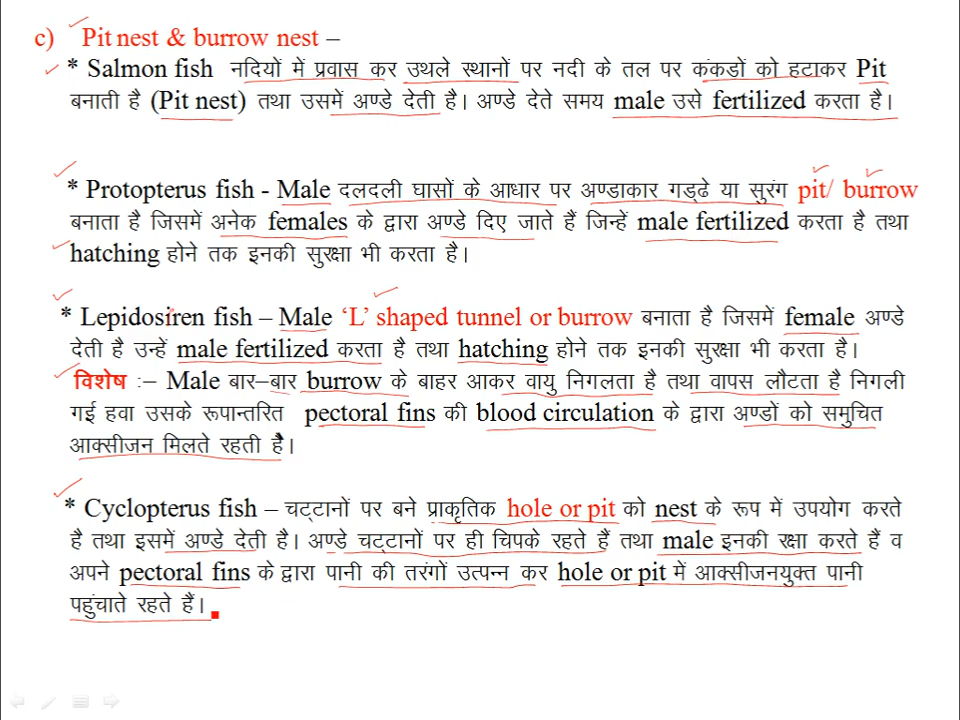 c) Pit nest & burrow nest –
* Salmon fish नदियों में प्रवास कर उथले स्थानों पर नदी के तल पर कंकडों को हटाकर Pit
बनाती है (Pit nest) तथा उसमें अण्डे देती है। अण्डे देते समय male उसे fertilized करता है।
* Protopterus fish - Male दलदली घासों के आधार पर अण्डाकार गड्ढे या सुरंग pit/ burrow
बनाता है जिसमें अनेक females के द्वारा अण्डे दिए जाते हैं जिन्हें male fertilized करता है तथा
hatching होने तक इनकी सुरक्षा भी करता है।
* Lepidosiren fish – Male ‘L’ shaped tunnel or burrow बनाता है जिसमें female अण्डे
देती है उन्हें male fertilized करता है तथा hatching होने तक इनकी सुरक्षा भी करता है।
विशेष :– Male बार–बार burrow के बाहर आकर वायु निगलता है तथा वापस लौटता है निगली
गई हवा उसके रूपान्तरित pectoral fins की blood circulation के द्वारा अण्डों को समुचित
आक्सीजन मिलते रहती है।
* Cyclopterus fish – चट्टानों पर बने प्राकृतिक hole or pit को nest के रूप में उपयोग करते
है तथा इसमें अण्डे देती है। अण्डे चट्टानों पर ही चिपके रहते हैं तथा male इनकी रक्षा करते हैं व
अपने pectoral fins के द्वारा पानी की तरंगों उत्पन्न कर hole or pit में आक्सीजनयुक्त पानी
पहुंचाते रहते हैं।